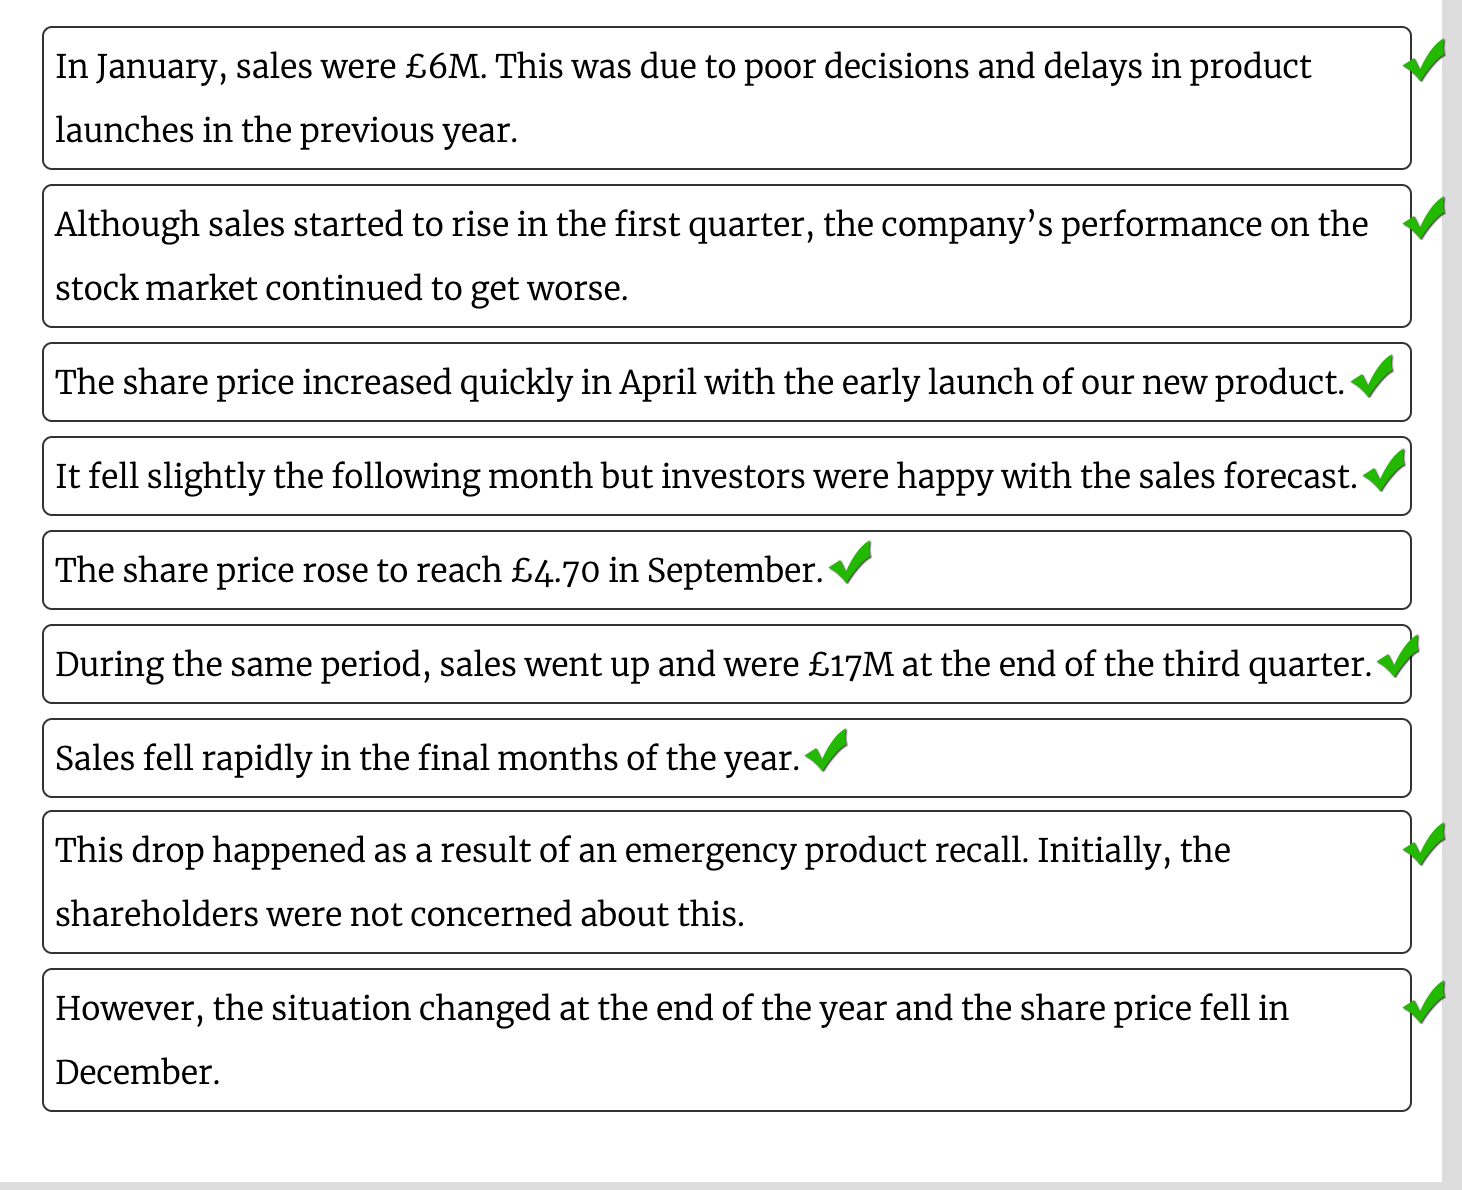 In January, sales were £6M. This was due to poor decisions and delays in product
launches in the previous year.
Although sales started to rise in the first quarter, the company’s performance on the
stock market continued to get worse.
The share price increased quickly in April with the early launch of our new product.
It fell slightly the following month but investors were happy with the sales forecast.
The share price rose to reach £4.70 in September.
During the same period, sales went up and were £17M at the end of the third quarter.
Sales fell rapidly in the final months of the year.
This drop happened as a result of an emergency product recall. Initially, the
shareholders were not concerned about this.
However, the situation changed at the end of the year and the share price fell in
December.